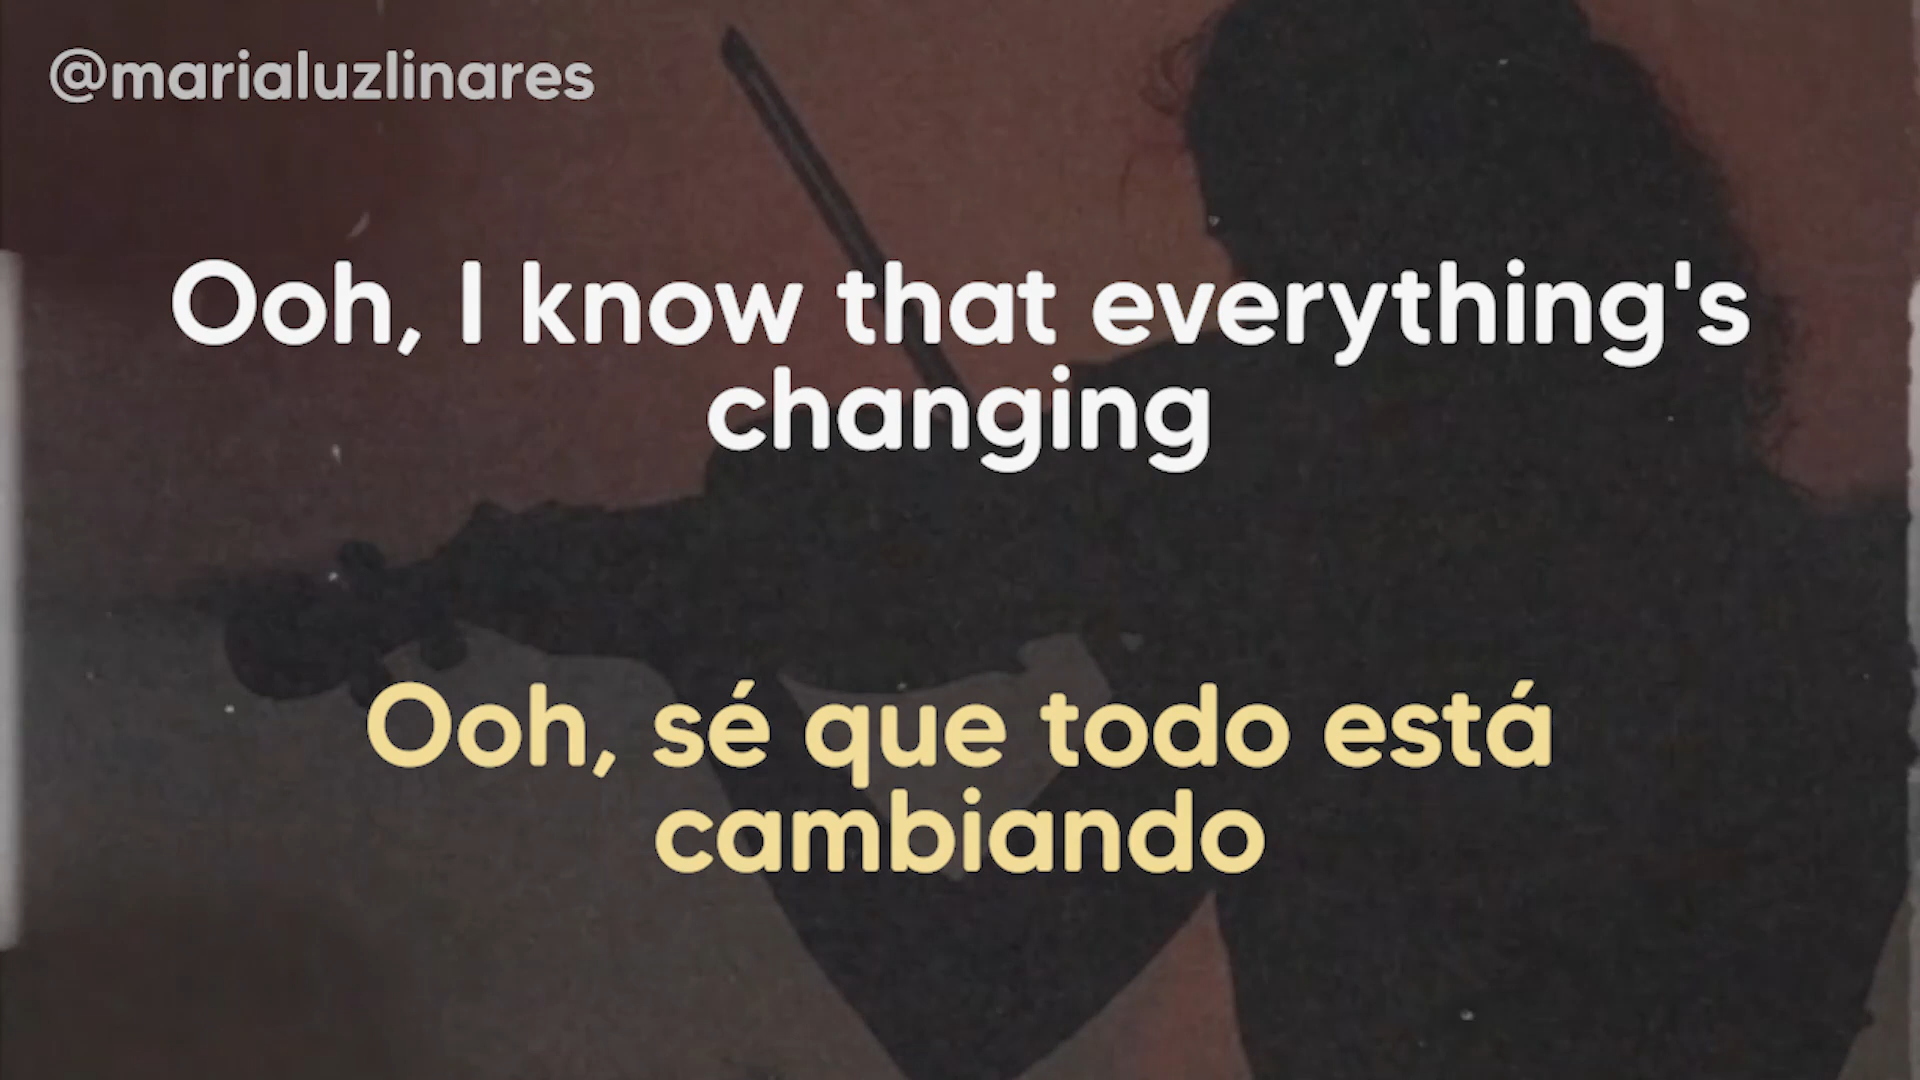 @marialuzlinares
Ooh, I know that everything's
changing
Ooh, sé que todo está
cambiando